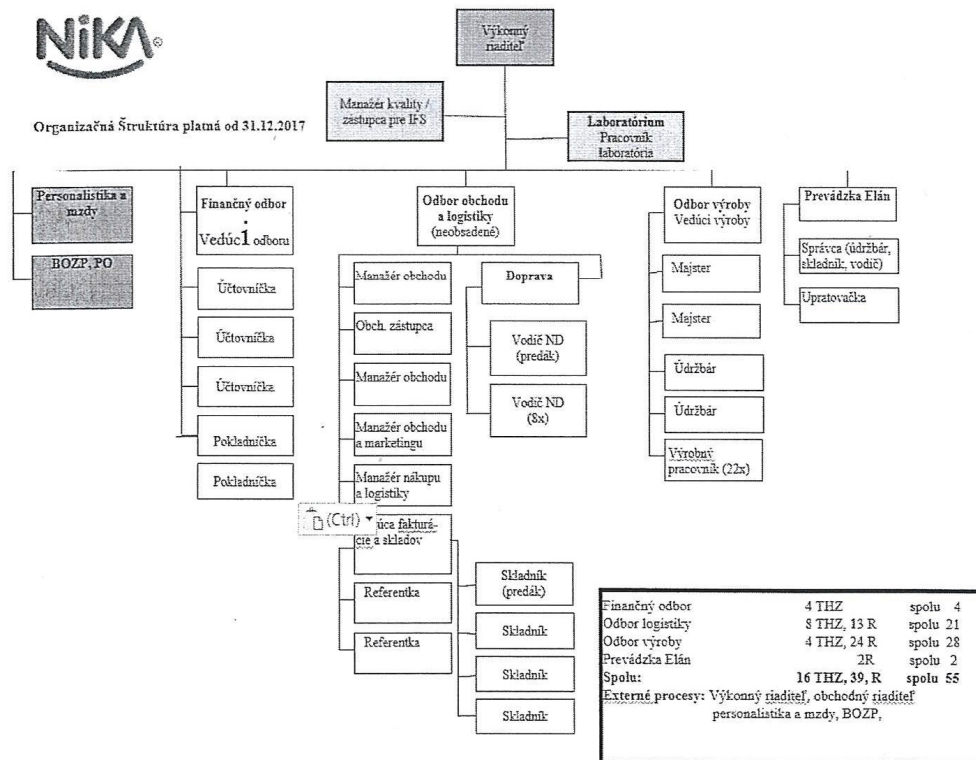 NiKA®
Výkonný
riaditeľ
Manažér kvality /
zástupca pre IFS
Organizačná Štruktúra platná od 31.12.2017
Laboratórium
Pracovník
laboratória
Personalistika a
mzdy
BOZP, PO
Finančný odbor
Vedúci odboru
Účtovníčka
Účtovníčka
Účtovníčka
Pokladníčka
Pokladníčka
Odbor obchodu
a logistiky
(neobsadené)
Manažér obchodu
Obch. zástupca
Manažér obchodu
Manažér obchodu
a marketingu
Manažér nákupu
a logistiky
(Ctrl)
úca fakturá-
cie a skladov
Referentka
Referentka
Doprava
Vodič ND
(predák)
Vodič ND
(8x)
Skladník
(predák)
Skladník
Skladník
Skladník
Odbor výroby
Vedúci výroby
Majster
Majster
Údržbár
Údržbár
Výrobný
pracovník (22x)
Prevádzka Elán
Správca (údržbár,
skladník, vodič)
Upratovačka
Finančný odbor 4 THZ spolu 4
Odbor logistiky 8 THZ, 13 R spolu 21
Odbor výroby 4 THZ, 24 R spolu 28
Prevádzka Elán 2R spolu 2
Spolu: 16 THZ, 39, R spolu 55
Externé procesy: Výkonný riaditeľ, obchodný riaditeľ
personalistika a mzdy, BOZP,